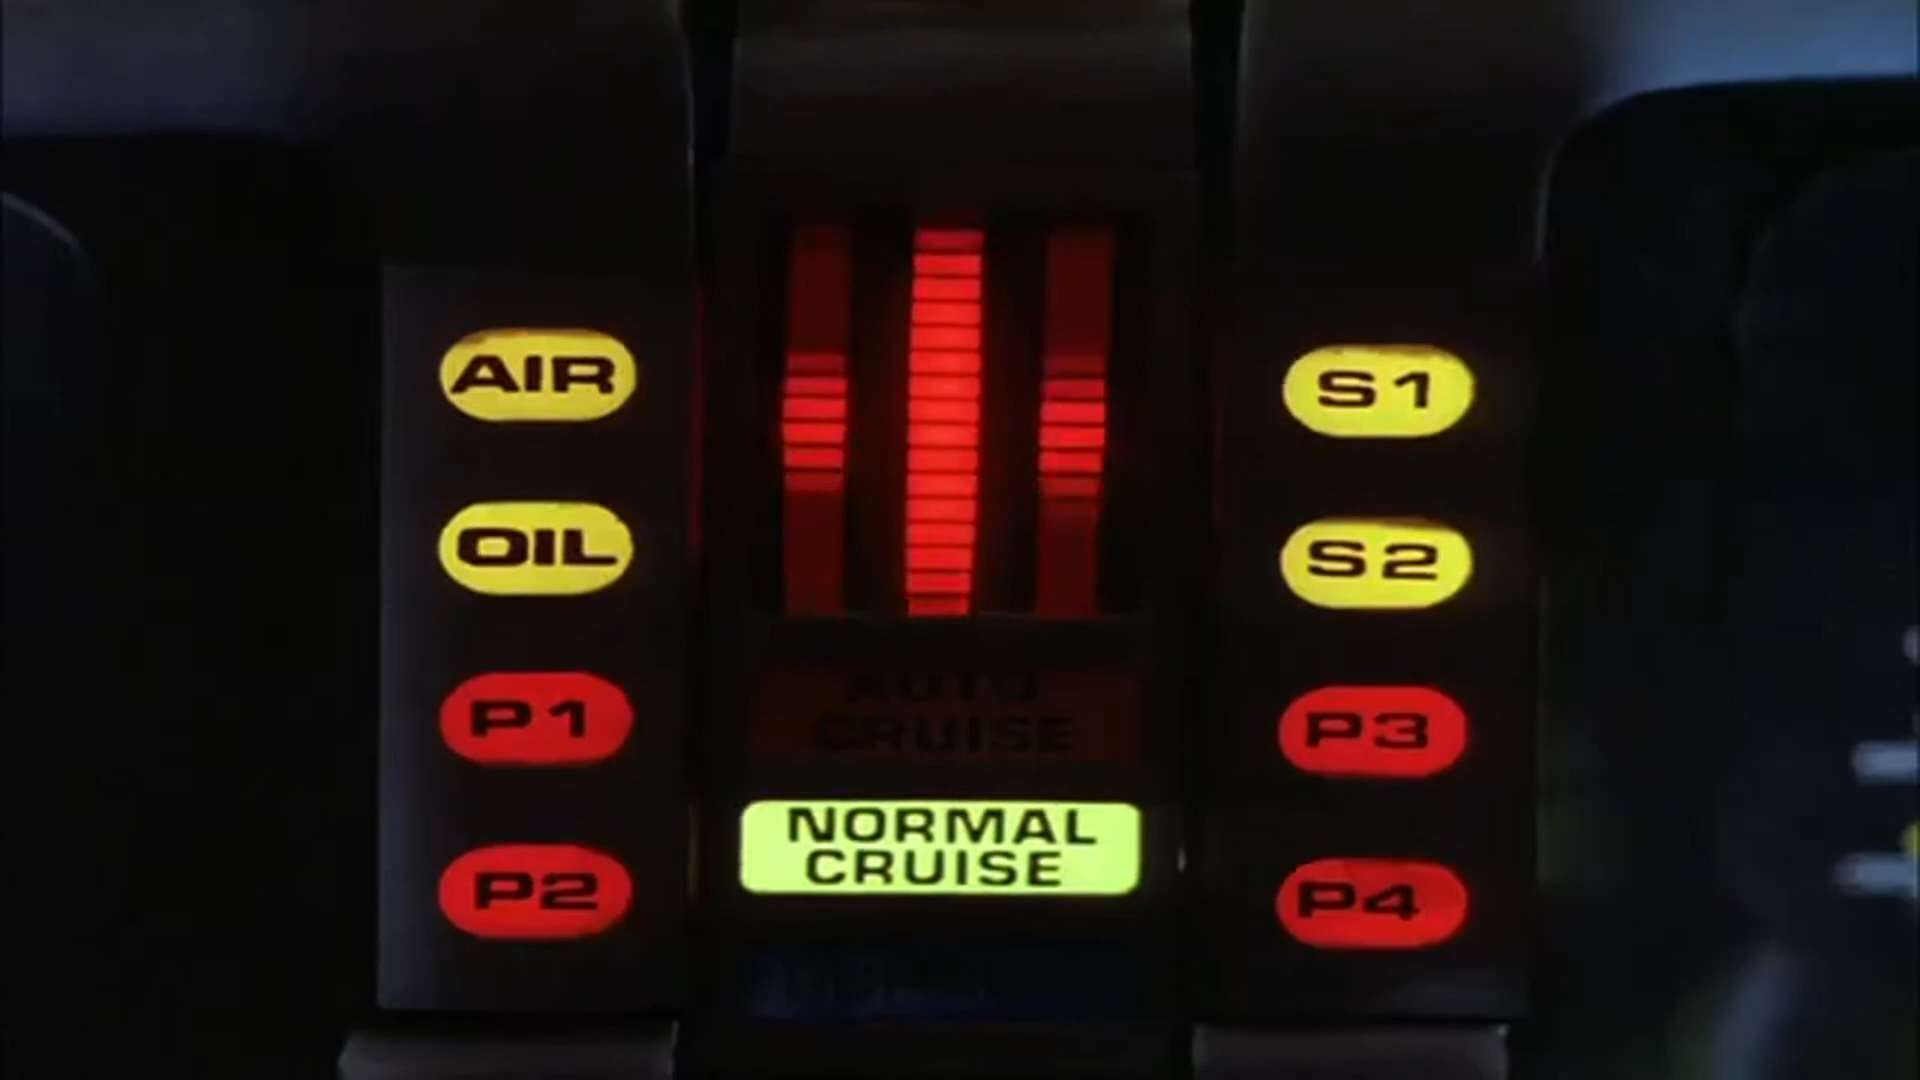 AIR
OIL
P1
P2
AUTO
CRUISE
NORMAL
CRUISE
S1
S2
P3
P4